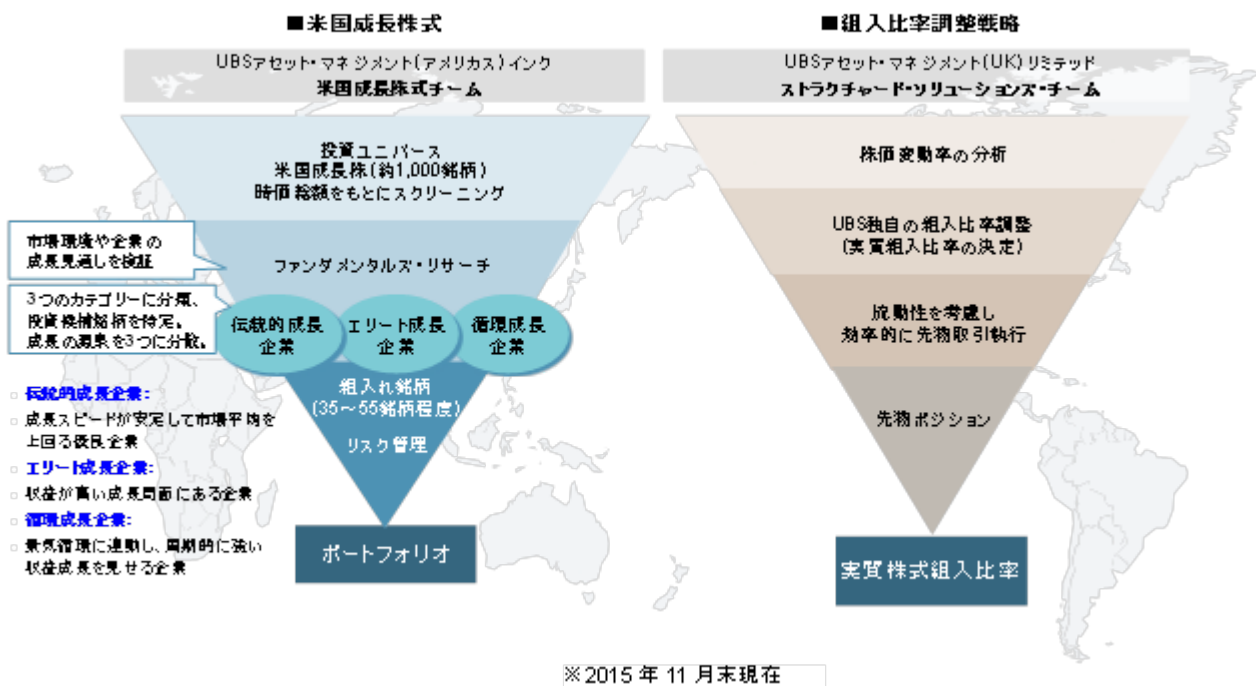 ■米国成長株式
UBSアセット・マネジメント(アメリカス)インク
米国成長株式チーム
投資ユニバース
米国成長株(約1,000銘柄)
時価総額をもとにスクリーニング
市場環境や企業の
成長見通しを検証
ファンダメンタルズ・リサーチ
3つのカテゴリーに分類、
投資候補銘柄を特定。
成長の源泉を3つに分散。
伝統的成長
企業
エリート成長
企業
循環成長
企業
組入れ銘柄
(35～55銘柄程度)
リスク管理
伝統的成長企業:
成長スピードが安定して市場平均を
上回る優良企業
エリート成長企業:
収益が高い成長局面にある企業
循環成長企業:
景気循環に連動し、周期的に強い
収益成長を見せる企業
ポートフォリオ
■組入比率調整戦略
UBSアセット・マネジメント(UK)リミテッド
ストラクチャード・ソリューションズ・チーム
株価変動率の分析
UBS独自の組入比率調整
(実質組入比率の決定)
流動性を考慮し
効率的に先物取引執行
先物ポジション
実質株式組入比率
※2015年11月末現在